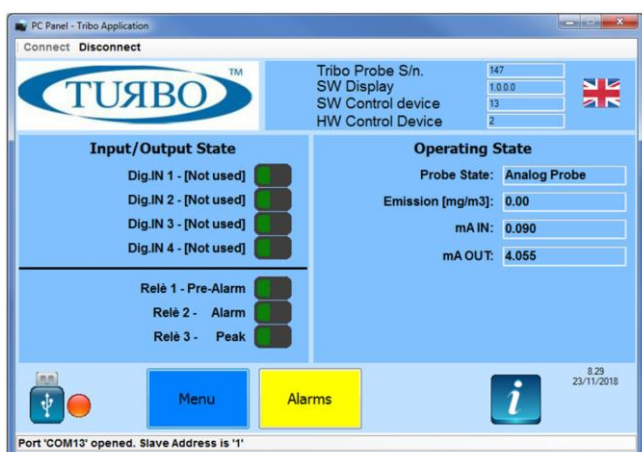 PC Panel - Tribo Application
Connect Disconnect
TUЯBO TM
Tribo Probe S/n. 147
SW Display 1.0.0.0
SW Control device 13
HW Control Device 2
Input/Output State
Dig.IN 1 - [Not used]
Dig.IN 2 - [Not used]
Dig.IN 3 - [Not used]
Dig.IN 4 - [Not used]
Relè 1 - Pre-Alarm
Relè 2 - Alarm
Relè 3 - Peak
Operating State
Probe State: Analog Probe
Emission [mg/m3]: 0.00
mA IN: 0.090
mA OUT: 4.055
Menu
Alarms
i
8.29
23/11/2018
Port 'COM13' opened. Slave Address is '1'